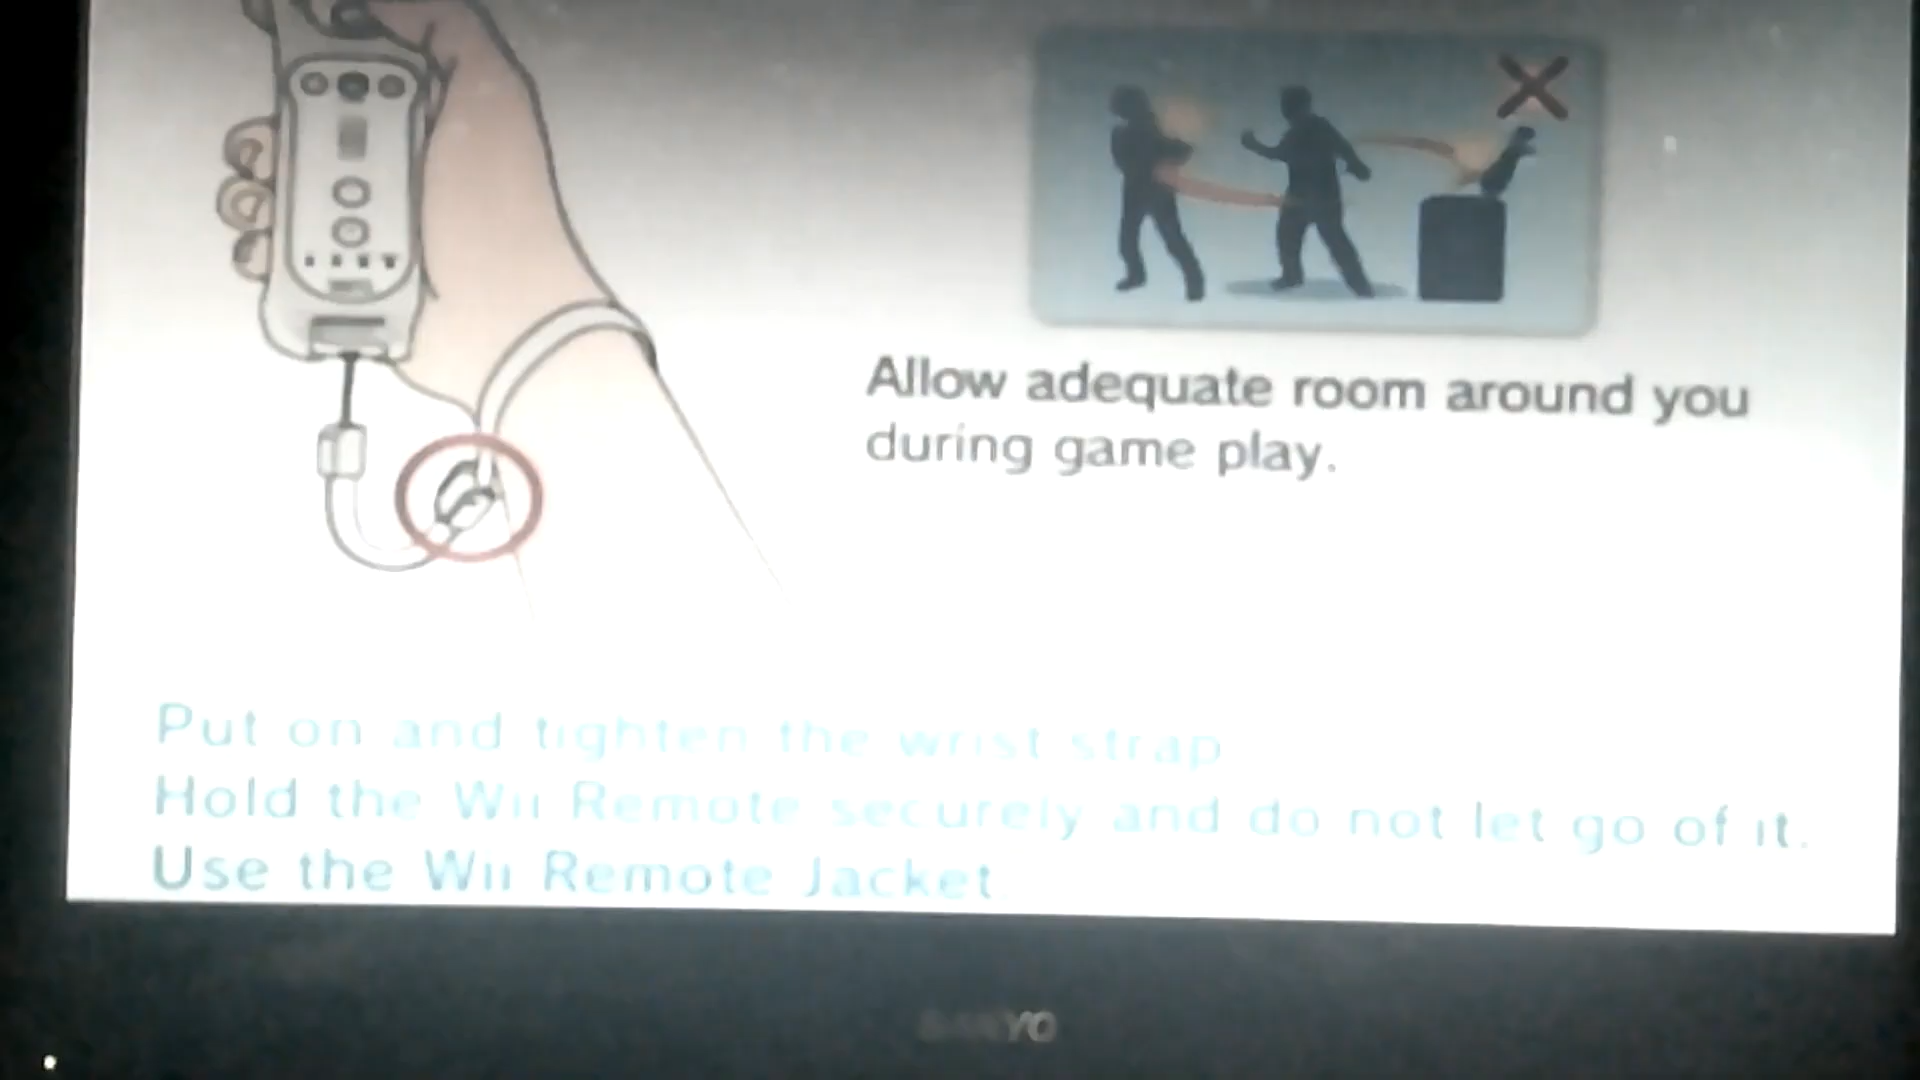 Allow adequate room around you
during game play.
Put on and tighten the wrist strap
Hold the Wii Remote securely and do not let go of it.
Use the Wii Remote Jacket
SANYO